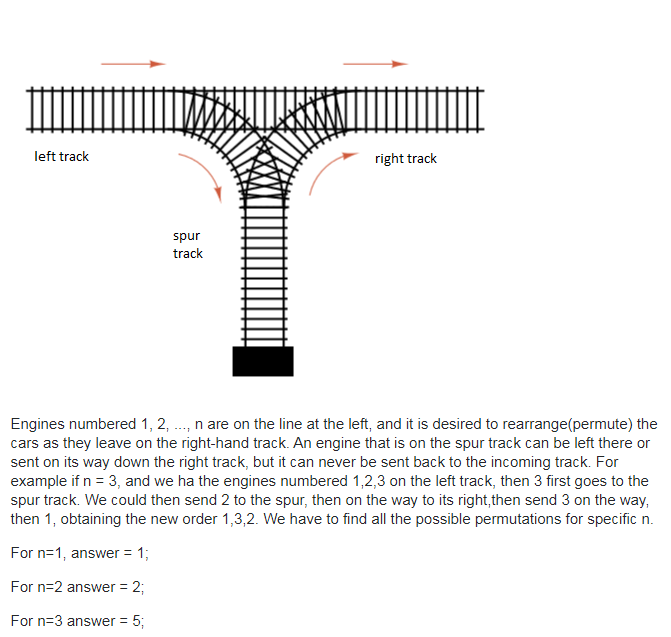 left track
right track
spur
track
Engines numbered 1, 2, ..., n are on the line at the left, and it is desired to rearrange(permute) the
cars as they leave on the right-hand track. An engine that is on the spur track can be left there or
sent on its way down the right track, but it can never be sent back to the incoming track. For
example if n = 3, and we ha the engines numbered 1,2,3 on the left track, then 3 first goes to the
spur track. We could then send 2 to the spur, then on the way to its right,then send 3 on the way,
then 1, obtaining the new order 1,3,2. We have to find all the possible permutations for specific n.
For n=1, answer = 1;
For n=2 answer = 2;
For n=3 answer = 5;